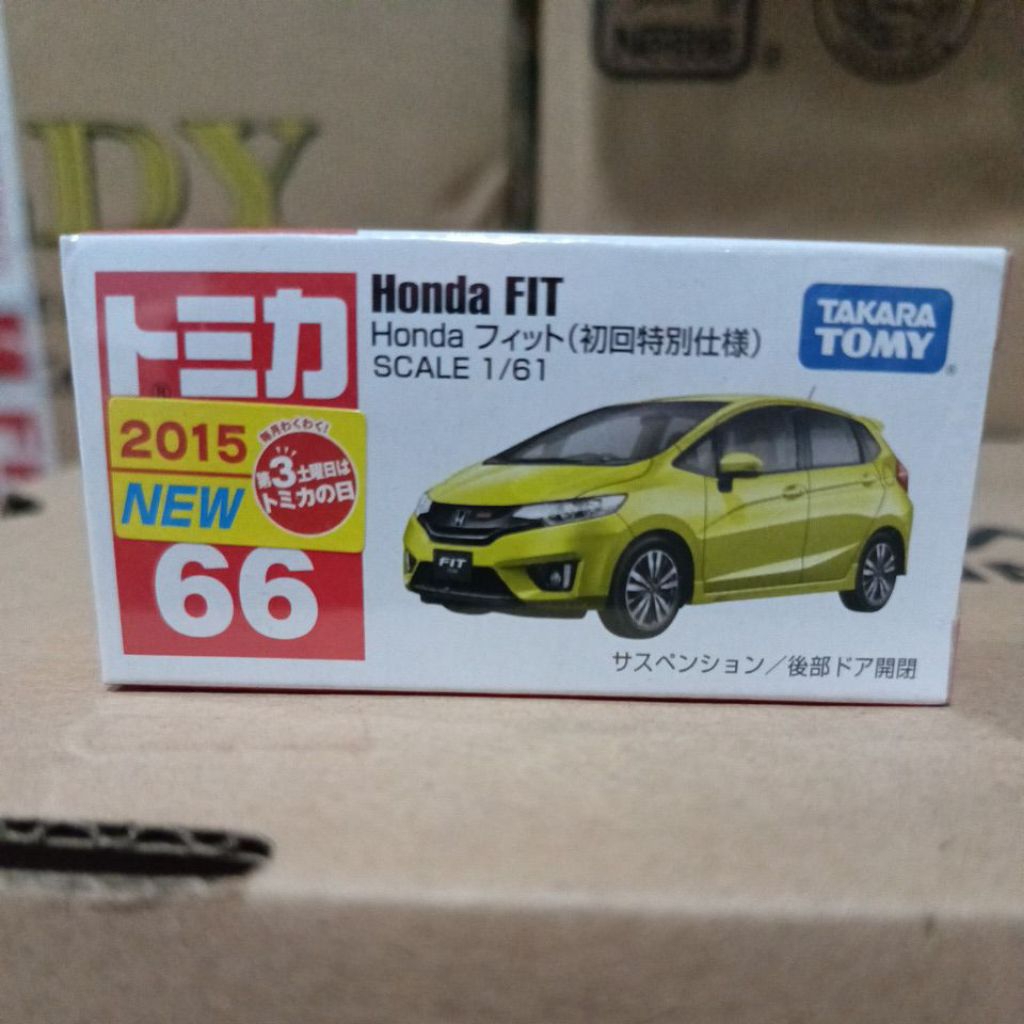 DY
Honda FIT
Honda フィット(初回特別仕様)
SCALE 1/61
TAKARA
TOMY
®
トミカ
®
2015
NEW
毎月わくわく!
第3土曜日は
トミカの日
66
FIT
サスペンション/後部ドア開閉